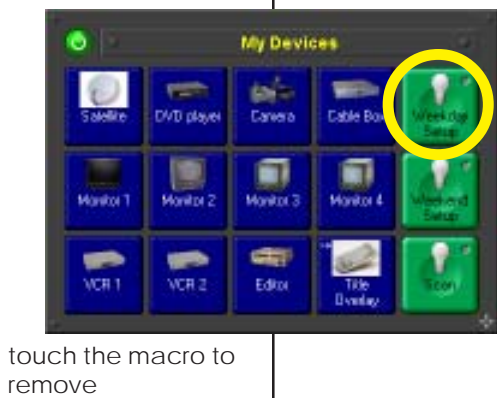 My Devices
Satellite DVD player Camera Cable Box Weekday Setup
Monitor 1 Monitor 2 Monitor 3 Monitor 4 Weekend Setup
VCR 1 VCR 2 Editor Title Overlay Scan
touch the macro to
remove